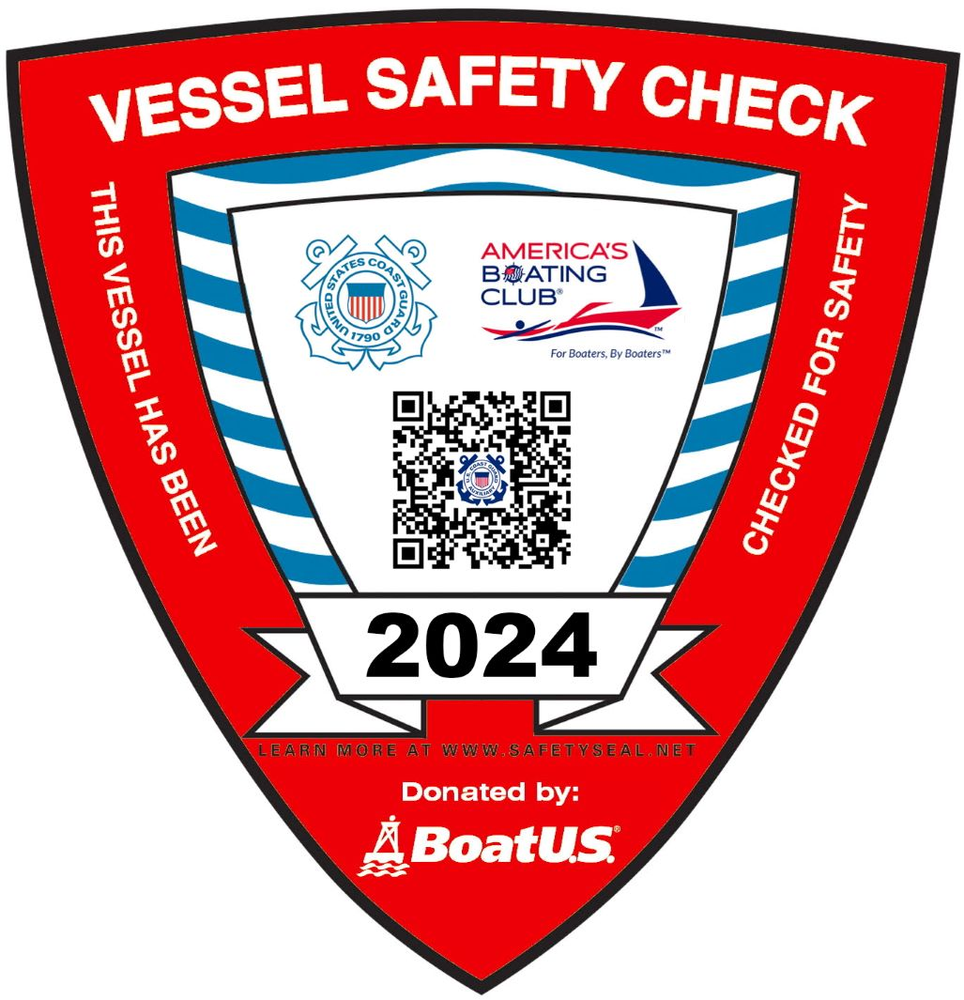 VESSEL SAFETY CHECK
THIS VESSEL HAS BEEN
CHECKED FOR SAFETY
UNITED STATES COAST GUARD
1790
AMERICA'S
BOATING
CLUB®
™
For Boaters, By Boaters™
U.S. COAST GUARD
AUXILIARY
2024
LEARN MORE AT WWW.SAFETYSEAL.NET
Donated by:
BoatU.S.®